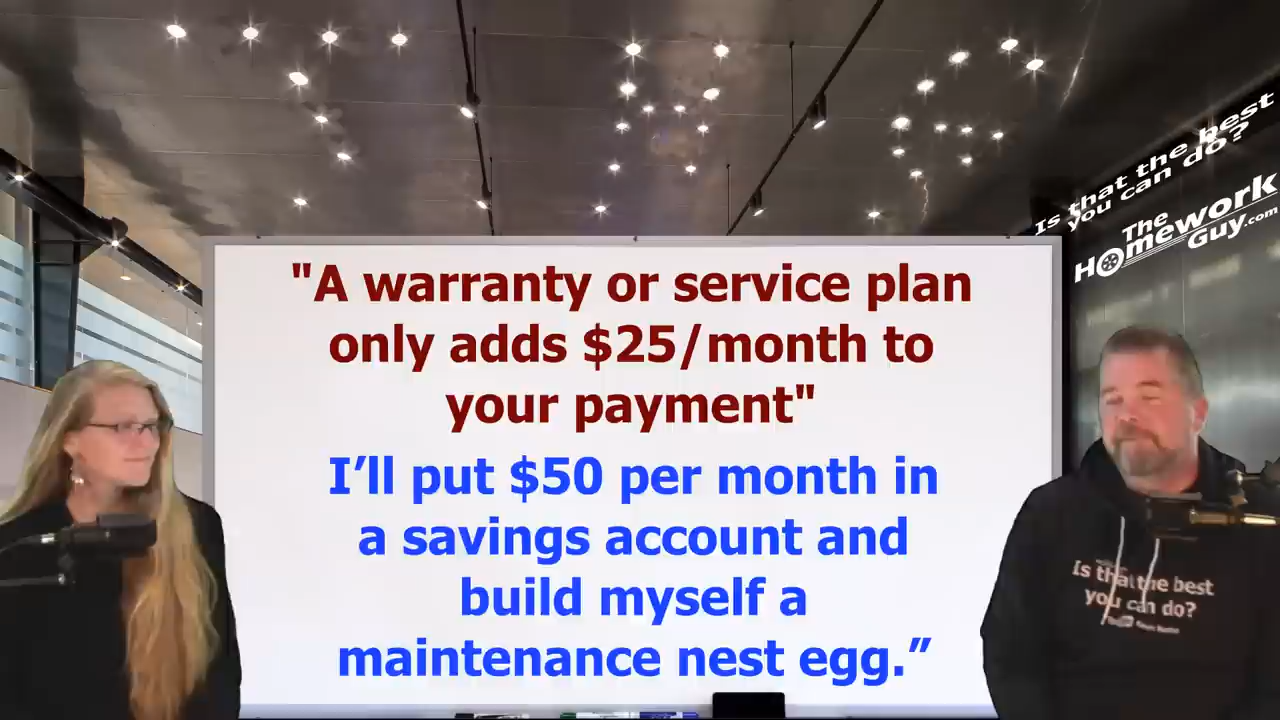 "A warranty or service plan
only adds $25/month to
your payment"
I’ll put $50 per month in
a savings account and
build myself a
maintenance nest egg.”
Is that the best
you can do?
The
Homework
Guy.com
Is that the best
you can do?